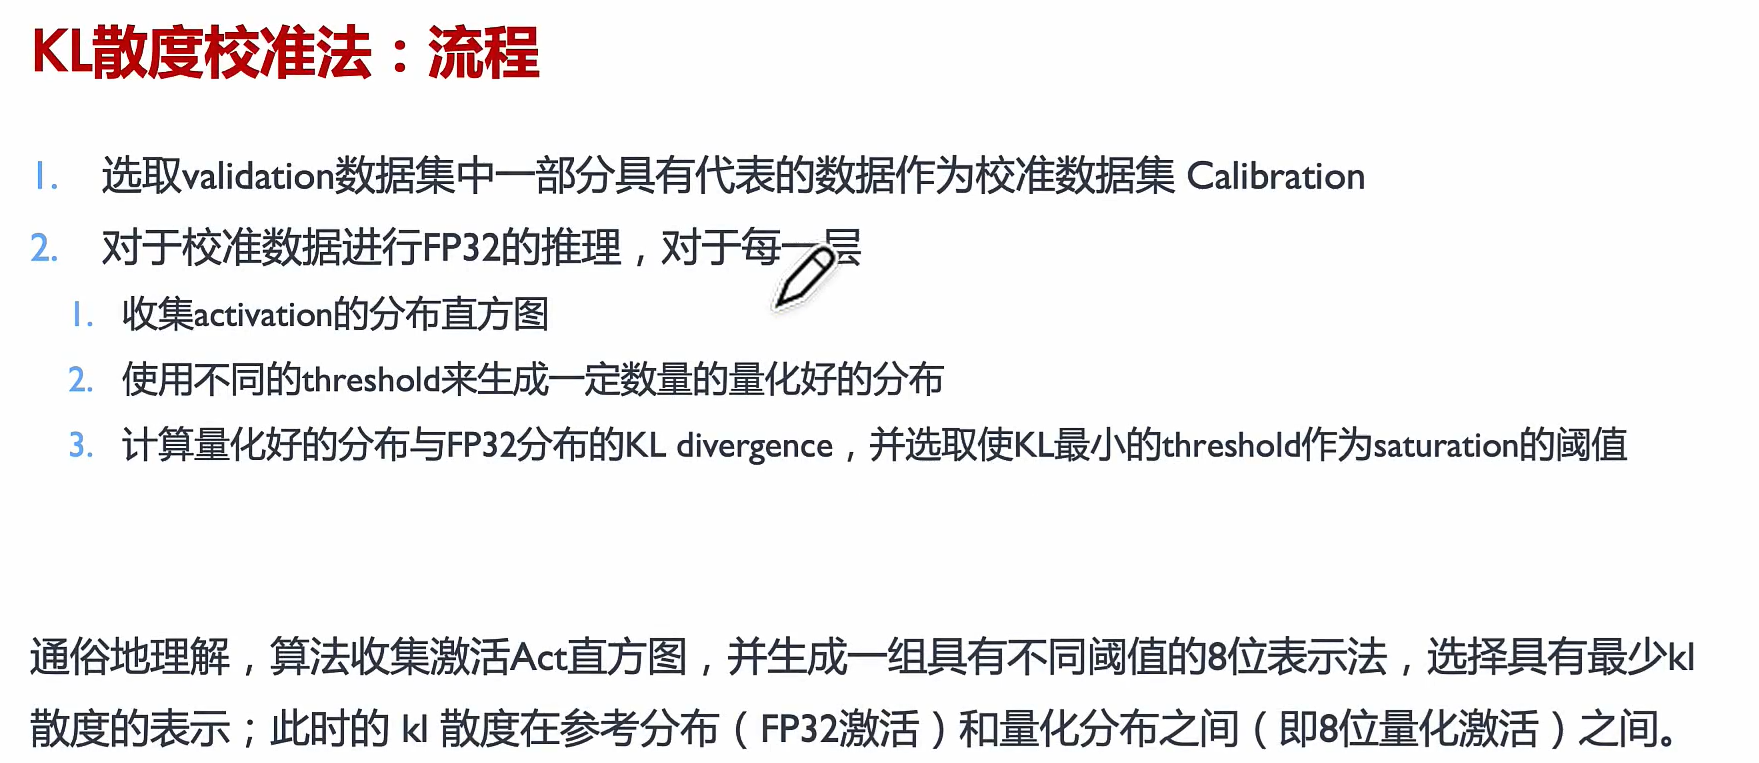 KL散度校准法：流程
1. 选取validation数据集中一部分具有代表的数据作为校准数据集 Calibration
2. 对于校准数据进行FP32的推理，对于每一层
1. 收集activation的分布直方图
2. 使用不同的threshold来生成一定数量的量化好的分布
3. 计算量化好的分布与FP32分布的KL divergence，并选取使KL最小的threshold作为saturation的阈值
通俗地理解，算法收集激活Act直方图，并生成一组具有不同阈值的8位表示法，选择具有最少kl
散度的表示；此时的 kl 散度在参考分布（FP32激活）和量化分布之间（即8位量化激活）之间。